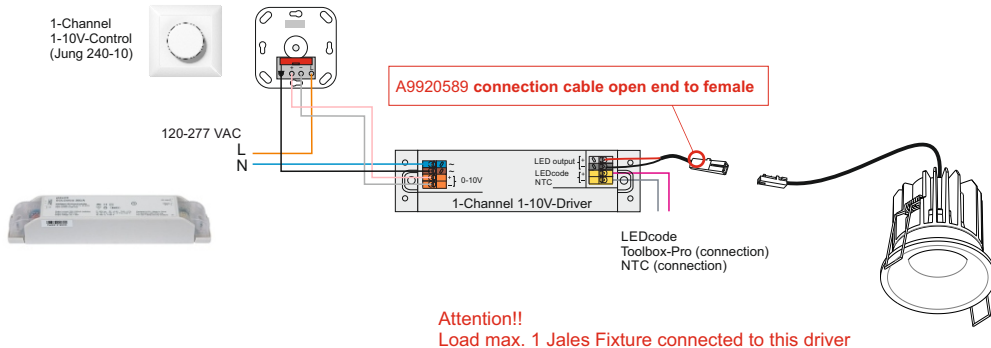 1-Channel
1-10V-Control
(Jung 240-10)
A9920589 connection cable open end to female
120-277 VAC
L
N
LED output
+
-
LEDcode
NTC
+
-
~
~
+
-
0-10V
1-Channel 1-10V-Driver
LEDcode
Toolbox-Pro (connection)
NTC (connection)
Attention!!
Load max. 1 Jales Fixture connected to this driver